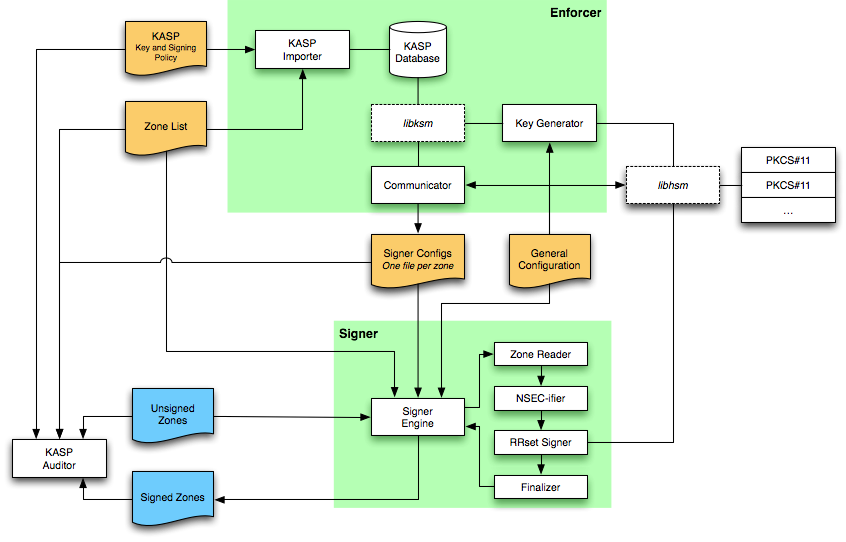 Enforcer
KASP
Key and Signing
Policy
KASP
Importer
KASP
Database
Zone List
libksm
Key Generator
Communicator
libhsm
PKCS#11
PKCS#11
...
Signer Configs
One file per zone
General
Configuration
Signer
Zone Reader
NSEC-ifier
RRset Signer
Finalizer
Signer
Engine
Unsigned
Zones
KASP
Auditor
Signed Zones